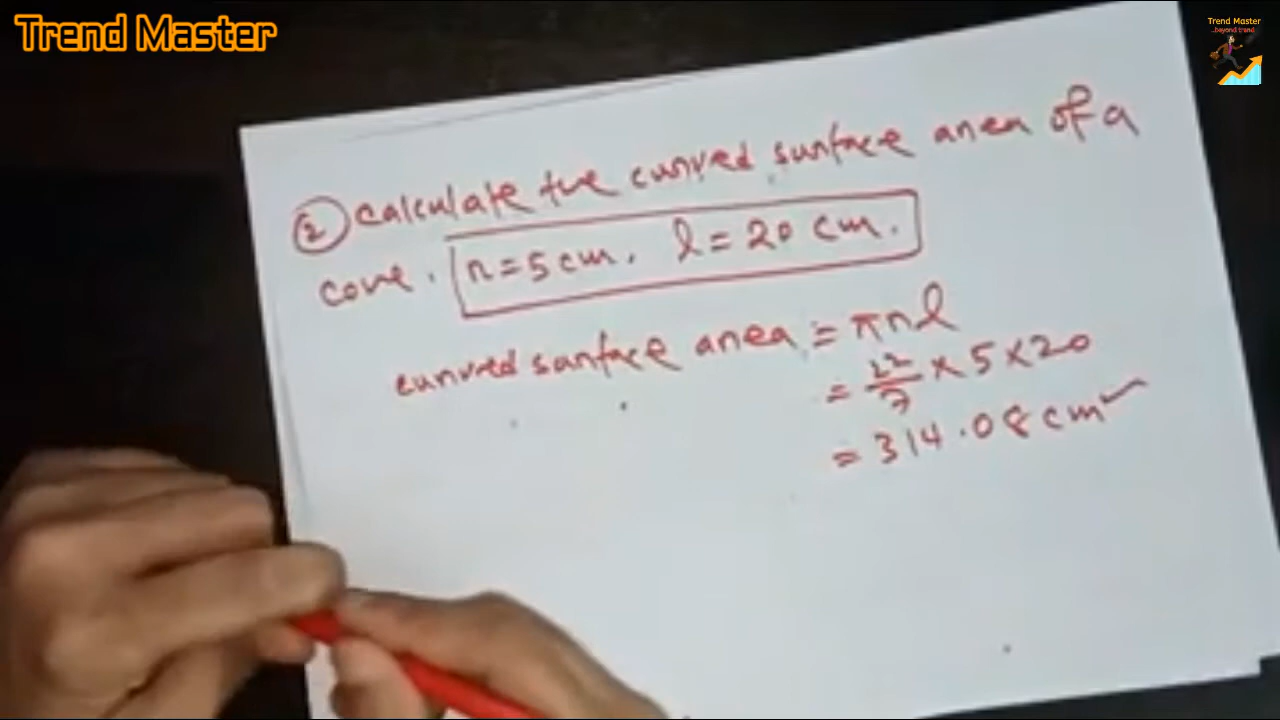 Trend Master
Trend Master
..beyond trend
② Calculate the curved surface area of a
cone. r = 5 cm, l = 20 cm.
curved sanface area = πrl
= 22/7 × 5 × 20
= 314.08 cm²